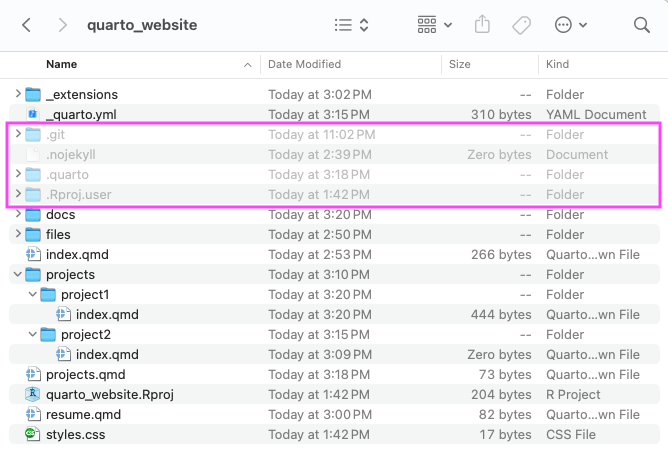 quarto_website
Name Date Modified Size Kind
_extensions Today at 3:02 PM -- Folder
_quarto.yml Today at 3:15 PM 310 bytes YAML Document
.git Today at 11:02 PM -- Folder
.nojekyll Today at 2:39 PM Zero bytes Document
.quarto Today at 3:18 PM -- Folder
.Rproj.user Today at 1:42 PM -- Folder
docs Today at 3:20 PM -- Folder
files Today at 2:50 PM -- Folder
index.qmd Today at 2:53 PM 266 bytes Quarto...wn File
projects Today at 3:10 PM -- Folder
project1 Today at 3:20 PM -- Folder
index.qmd Today at 3:20 PM 444 bytes Quarto...wn File
project2 Today at 3:15 PM -- Folder
index.qmd Today at 3:09 PM Zero bytes Quarto...wn File
projects.qmd Today at 3:18 PM 73 bytes Quarto...wn File
quarto_website.Rproj Today at 1:42 PM 204 bytes R Project
resume.qmd Today at 3:00 PM 82 bytes Quarto...wn File
styles.css Today at 1:42 PM 17 bytes CSS File